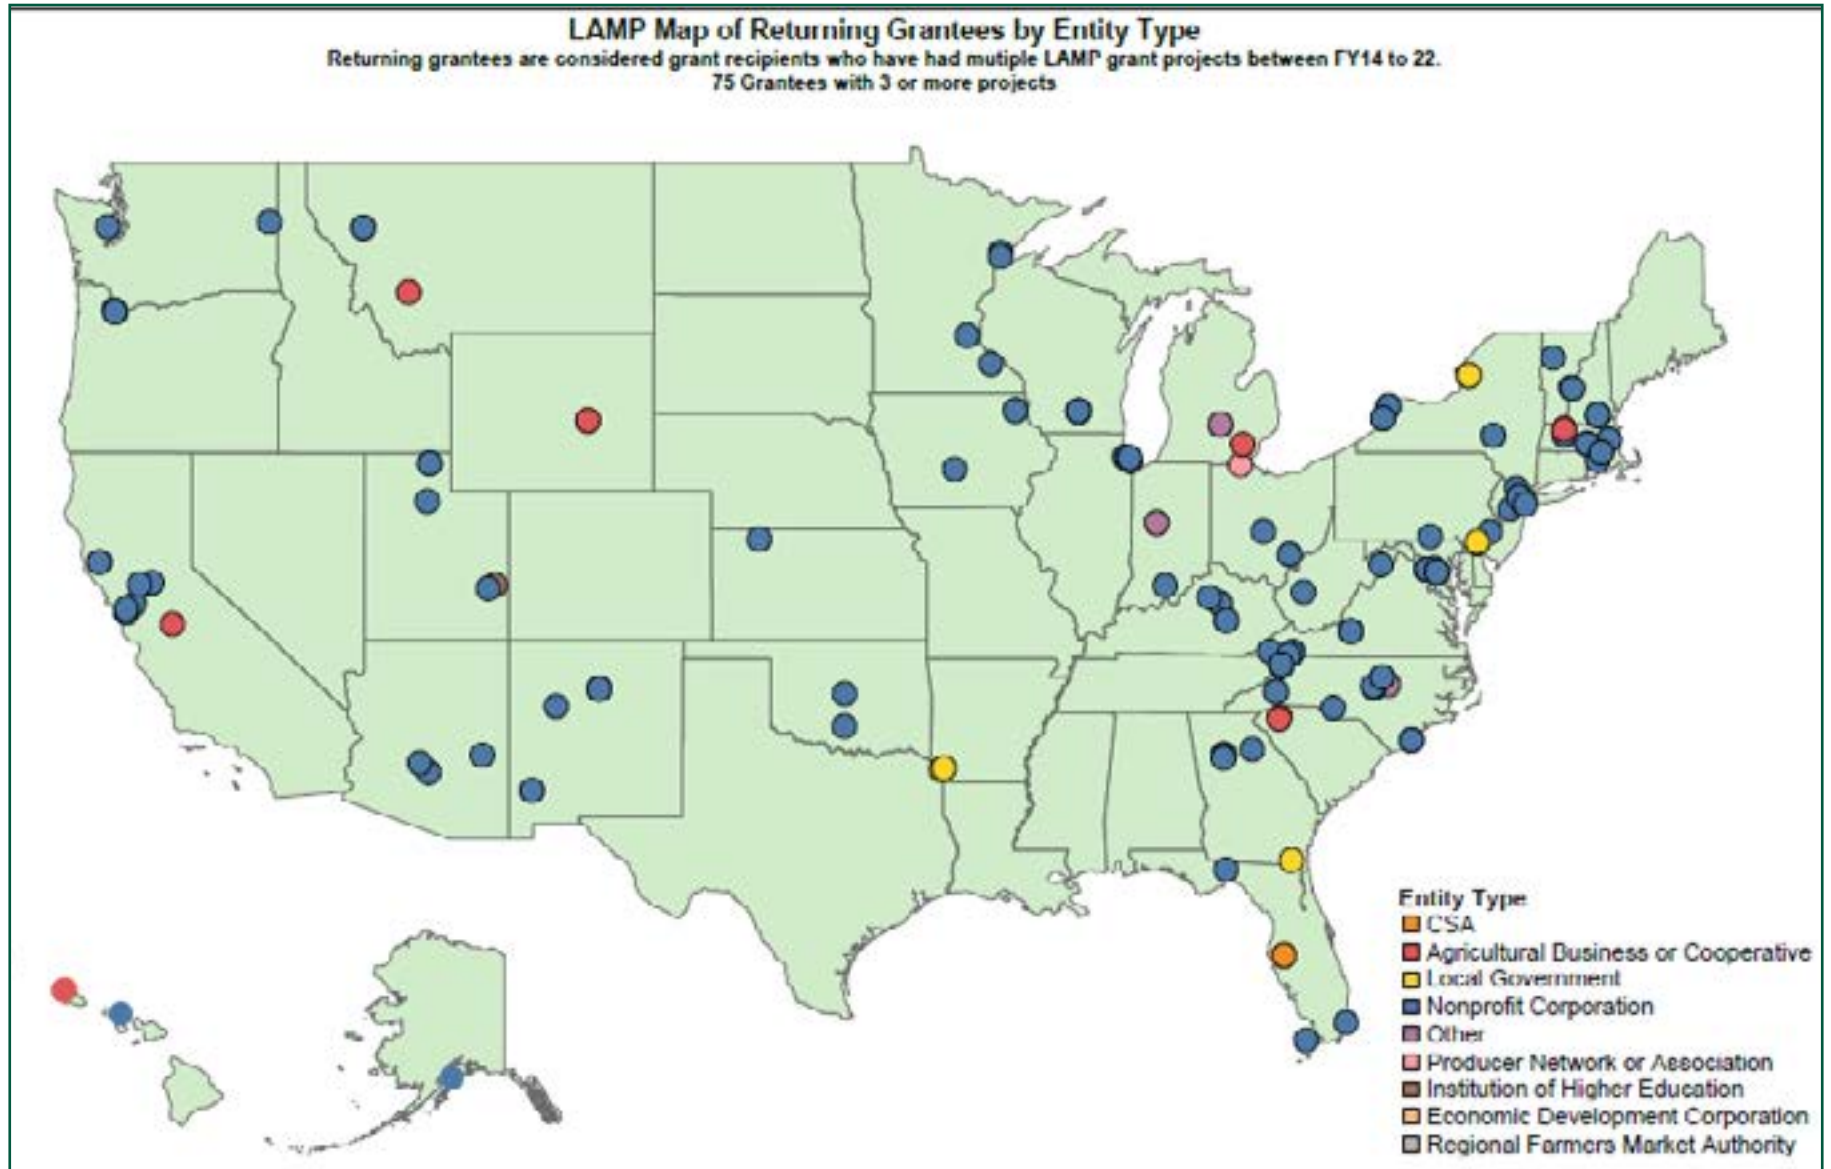 LAMP Map of Returning Grantees by Entity Type
Returning grantees are considered grant recipients who have had mutiple LAMP grant projects between FY14 to 22.
75 Grantees with 3 or more projects
Entity Type
CSA
Agricultural Business or Cooperative
Local Government
Nonprofit Corporation
Other
Producer Network or Association
Institution of Higher Education
Economic Development Corporation
Regional Farmers Market Authority